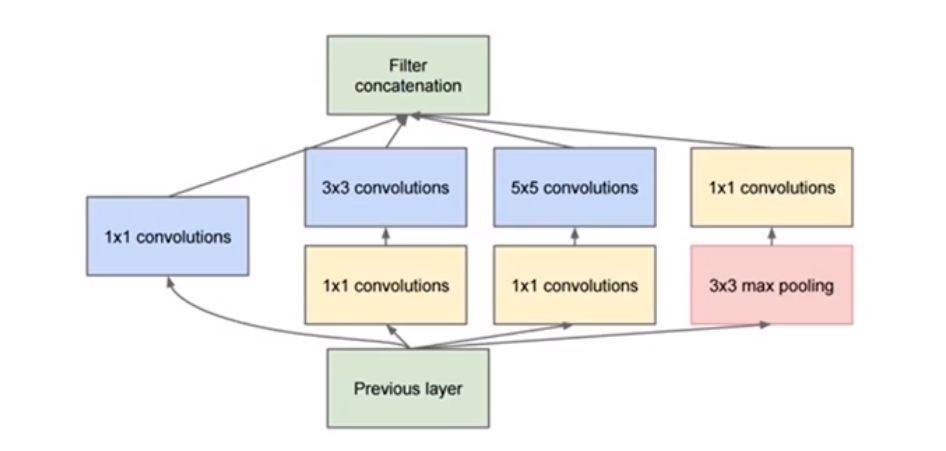 Filter
concatenation
3x3 convolutions
5x5 convolutions
1x1 convolutions
1x1 convolutions
1x1 convolutions
1x1 convolutions
3x3 max pooling
Previous layer